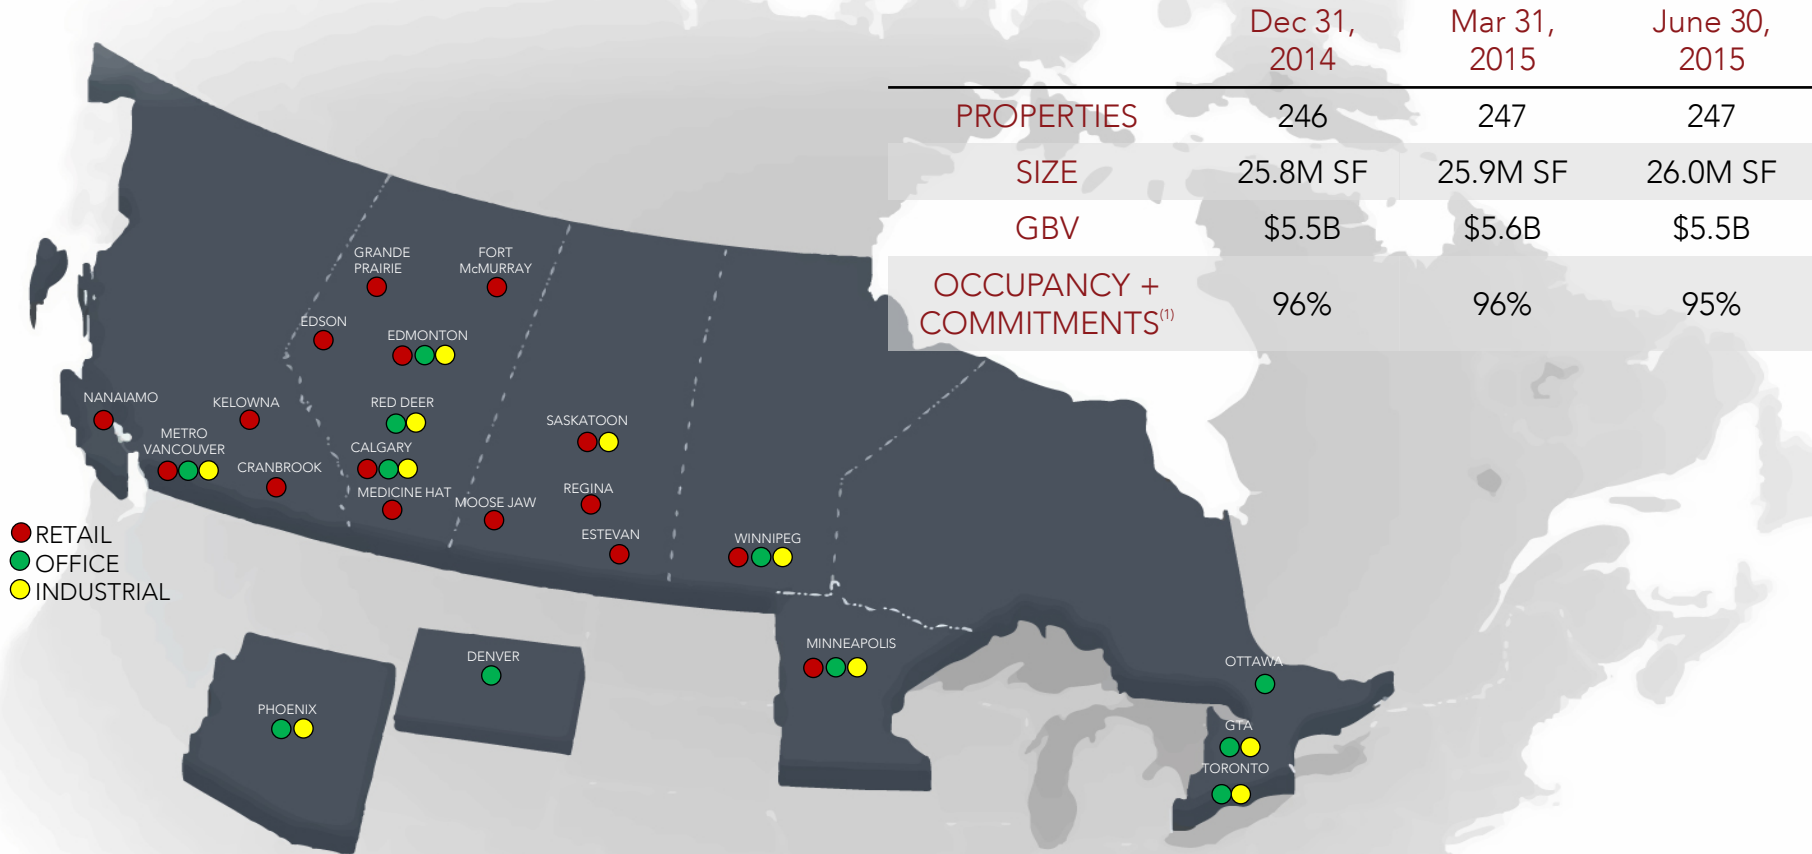 Dec 31, 2014 Mar 31, 2015 June 30, 2015
PROPERTIES 246 247 247
SIZE 25.8M SF 25.9M SF 26.0M SF
GBV $5.5B $5.6B $5.5B
OCCUPANCY + COMMITMENTS(1) 96% 96% 95%
GRANDE
PRAIRIE
FORT
McMURRAY
EDSON
EDMONTON
NANAIMO
KELOWNA
RED DEER
SASKATOON
METRO
VANCOUVER
CALGARY
CRANBROOK
MEDICINE HAT
MOOSE JAW
REGINA
ESTEVAN
WINNIPEG
RETAIL
OFFICE
INDUSTRIAL
MINNEAPOLIS
DENVER
OTTAWA
PHOENIX
GTA
TORONTO